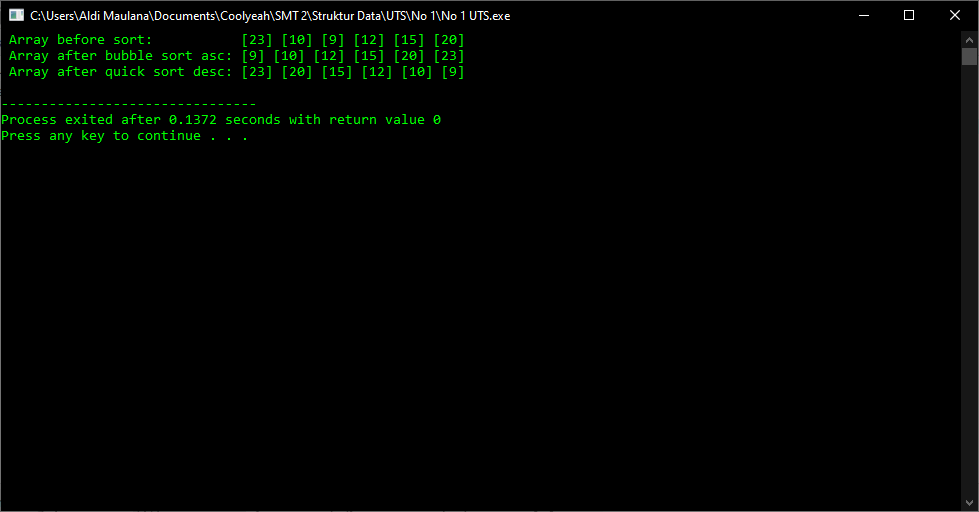 C:\Users\Aldi Maulana\Documents\Coolyeah\SMT 2\Struktur Data\UTS\No 1\No 1 UTS.exe
Array before sort:           [23] [10] [9] [12] [15] [20]
Array after bubble sort asc: [9] [10] [12] [15] [20] [23]
Array after quick sort desc: [23] [20] [15] [12] [10] [9]
--------------------------------
Process exited after 0.1372 seconds with return value 0
Press any key to continue . . .